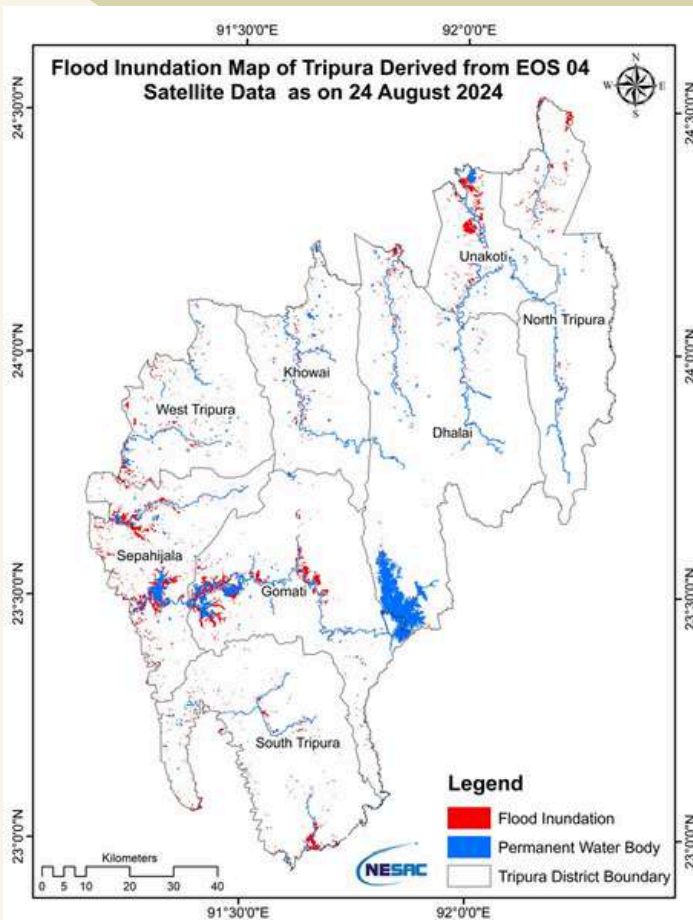 91°30'0"E 92°0'0"E
Flood Inundation Map of Tripura Derived from EOS 04
Satellite Data as on 24 August 2024
N
W E
S
24°30'0"N 24°30'0"N
Unakoti
North Tripura
24°0'0"N 24°0'0"N
Khowai
West Tripura
Dhalai
Sepahijala
23°30'0"N 23°30'0"N
Gomati
South Tripura
Legend
Flood Inundation
Permanent Water Body
Tripura District Boundary
23°0'0"N 23°0'0"N
Kilometers
0 5 10 20 30 40
NESAC
91°30'0"E 92°0'0"E